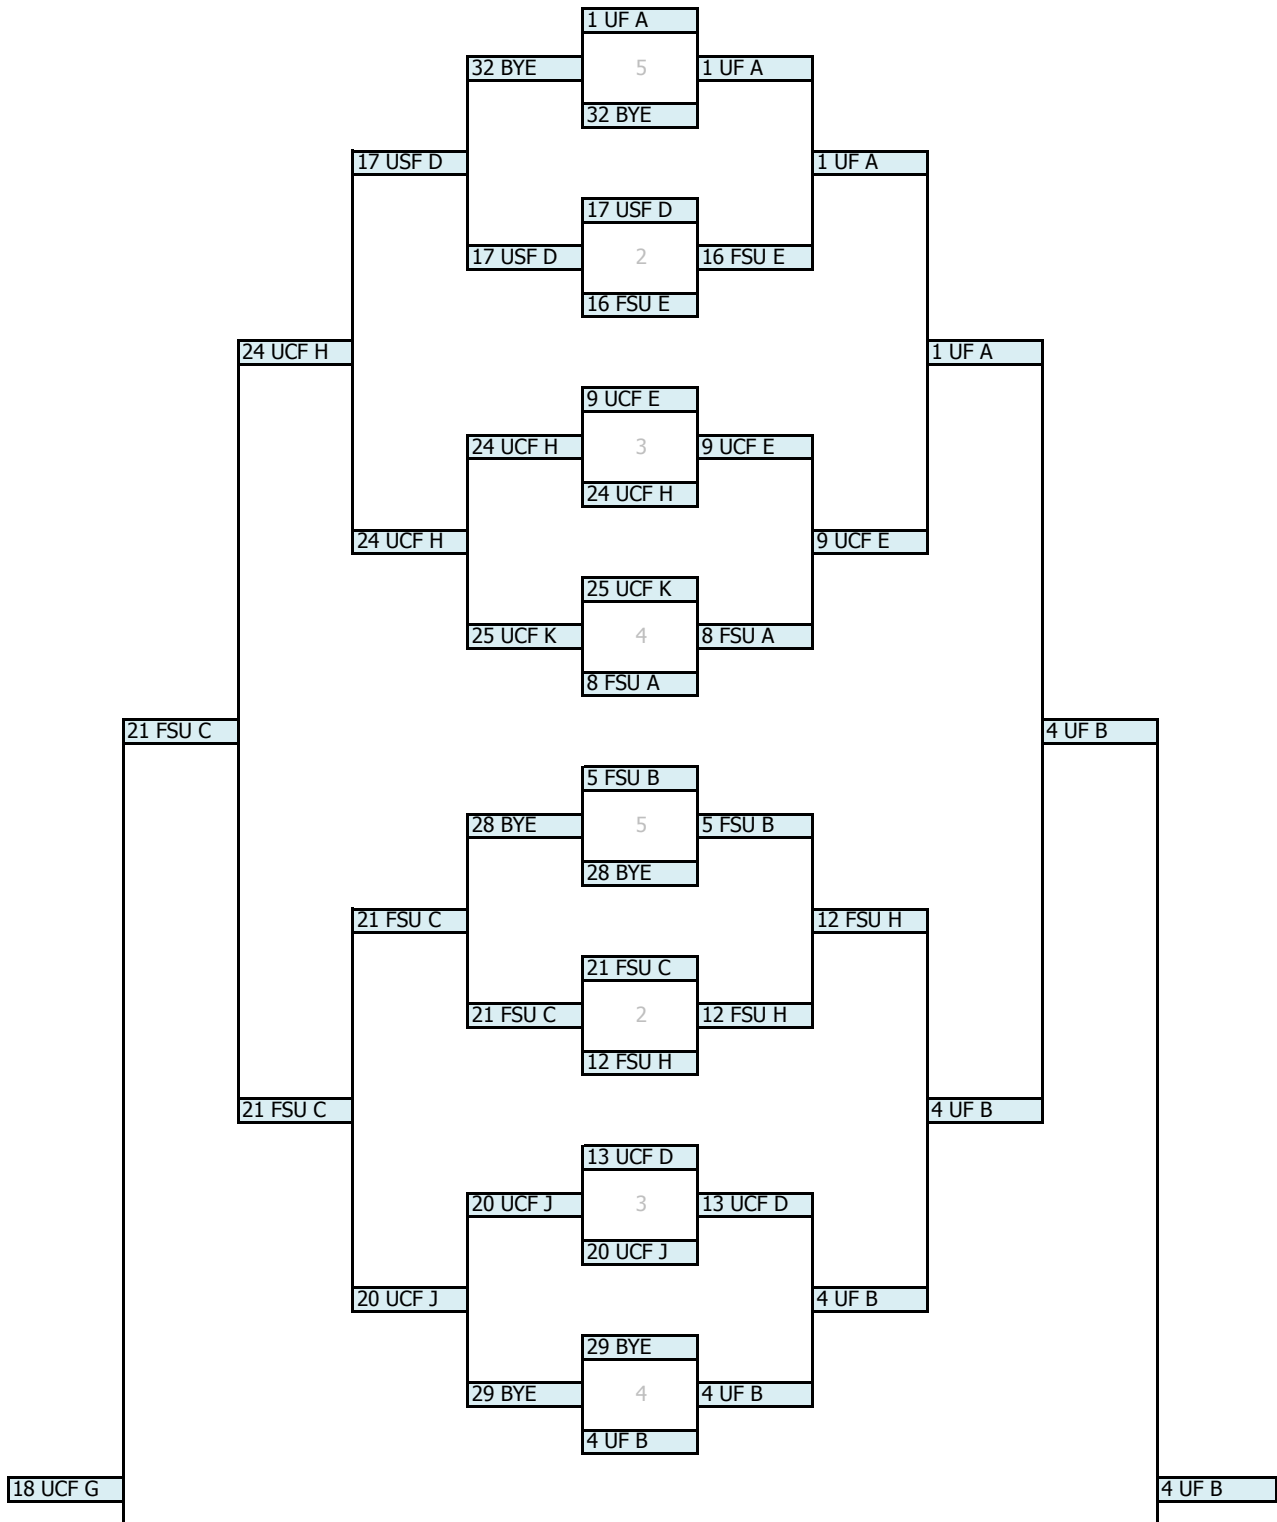 1 UF A
32 BYE 5 1 UF A
32 BYE
17 USF D 1 UF A
17 USF D
17 USF D 2 16 FSU E
16 FSU E
24 UCF H 1 UF A
9 UCF E
24 UCF H 3 9 UCF E
24 UCF H
24 UCF H 9 UCF E
25 UCF K
25 UCF K 4 8 FSU A
8 FSU A
21 FSU C 4 UF B
5 FSU B
28 BYE 5 5 FSU B
28 BYE
21 FSU C 12 FSU H
21 FSU C
21 FSU C 2 12 FSU H
12 FSU H
21 FSU C 4 UF B
13 UCF D
20 UCF J 3 13 UCF D
20 UCF J
20 UCF J 4 UF B
29 BYE
29 BYE 4 4 UF B
4 UF B
18 UCF G 4 UF B